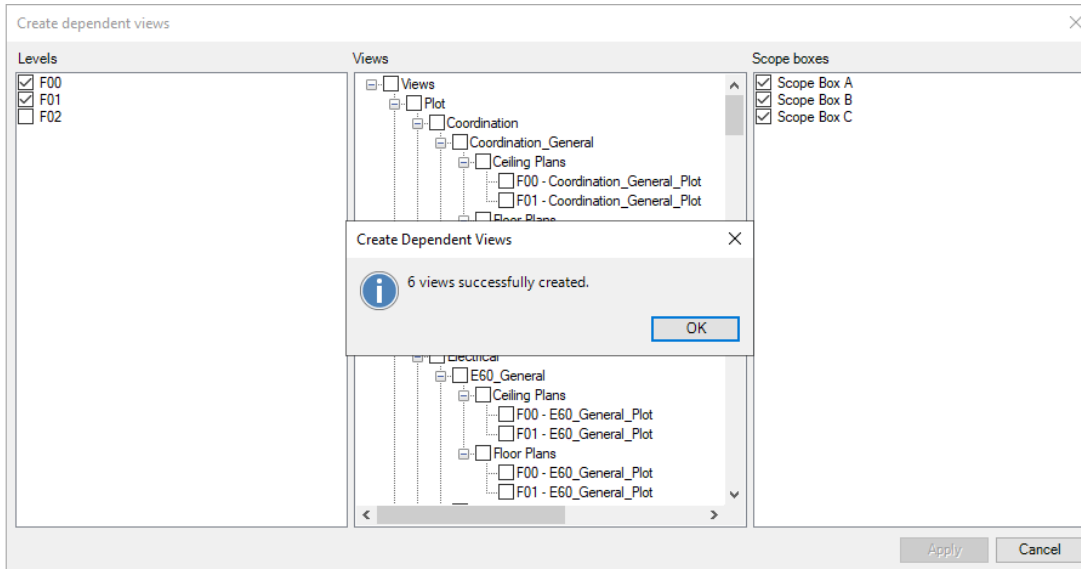 Create dependent views
Levels
F00
F01
F02
Views
Views
Plot
Coordination
Coordination_General
Ceiling Plans
F00 - Coordination_General_Plot
F01 - Coordination_General_Plot
Floor Plans
Electrical
E60_General
Ceiling Plans
F00 - E60_General_Plot
F01 - E60_General_Plot
Floor Plans
F00 - E60_General_Plot
F01 - E60_General_Plot
Scope boxes
Scope Box A
Scope Box B
Scope Box C
Create Dependent Views
6 views successfully created.
OK
Apply
Cancel